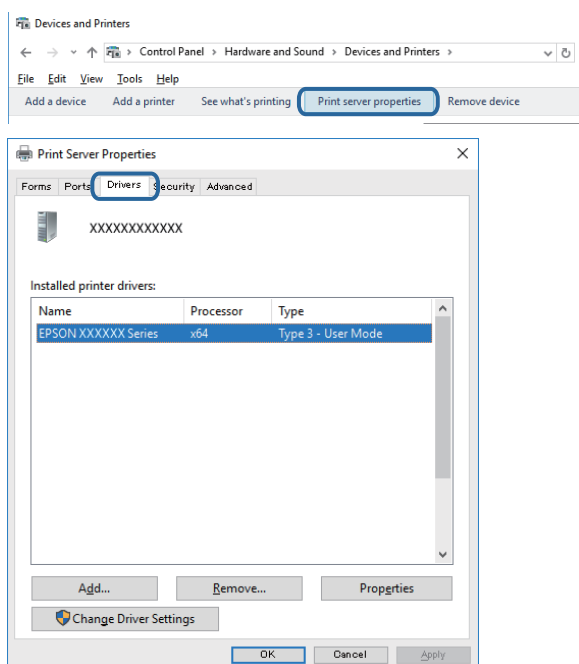 Devices and Printers
Control Panel > Hardware and Sound > Devices and Printers >
File Edit View Tools Help
Add a device Add a printer See what's printing Print server properties Remove device
Print Server Properties
Forms Ports Drivers Security Advanced
XXXXXXXXXXXX
Installed printer drivers:
Name Processor Type
EPSON XXXXXX Series x64 Type 3 - User Mode
Add... Remove... Properties
Change Driver Settings
OK Cancel Apply